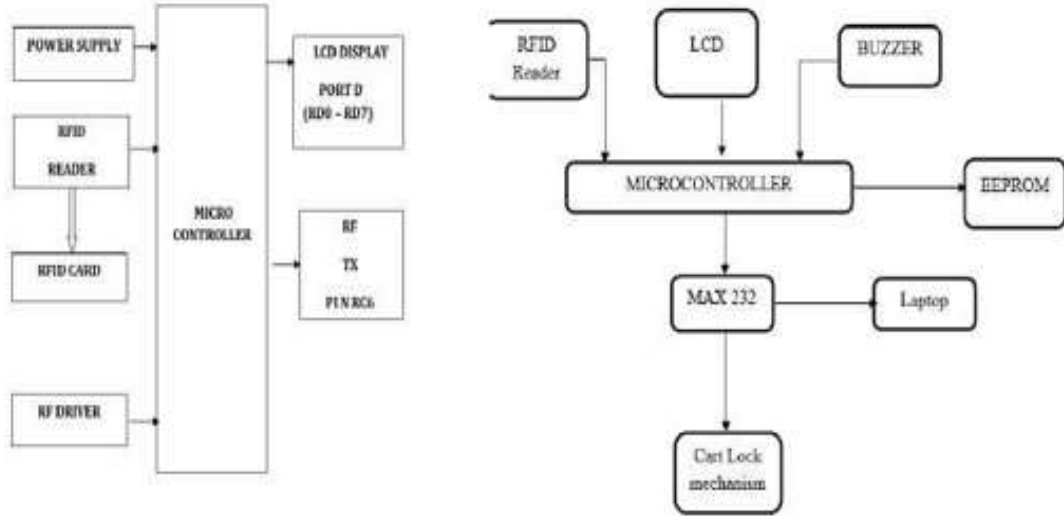 POWER SUPPLY
RFID
READER
RFID CARD
RF DRIVER
MICRO
CONTROLLER
LCD DISPLAY
PORT D
(RD0 – RD7)
RF
TX
PIN RC6
RFID
Reader
LCD
BUZZER
MICROCONTROLLER
EEPROM
MAX 232
Laptop
Cart Lock
mechanism